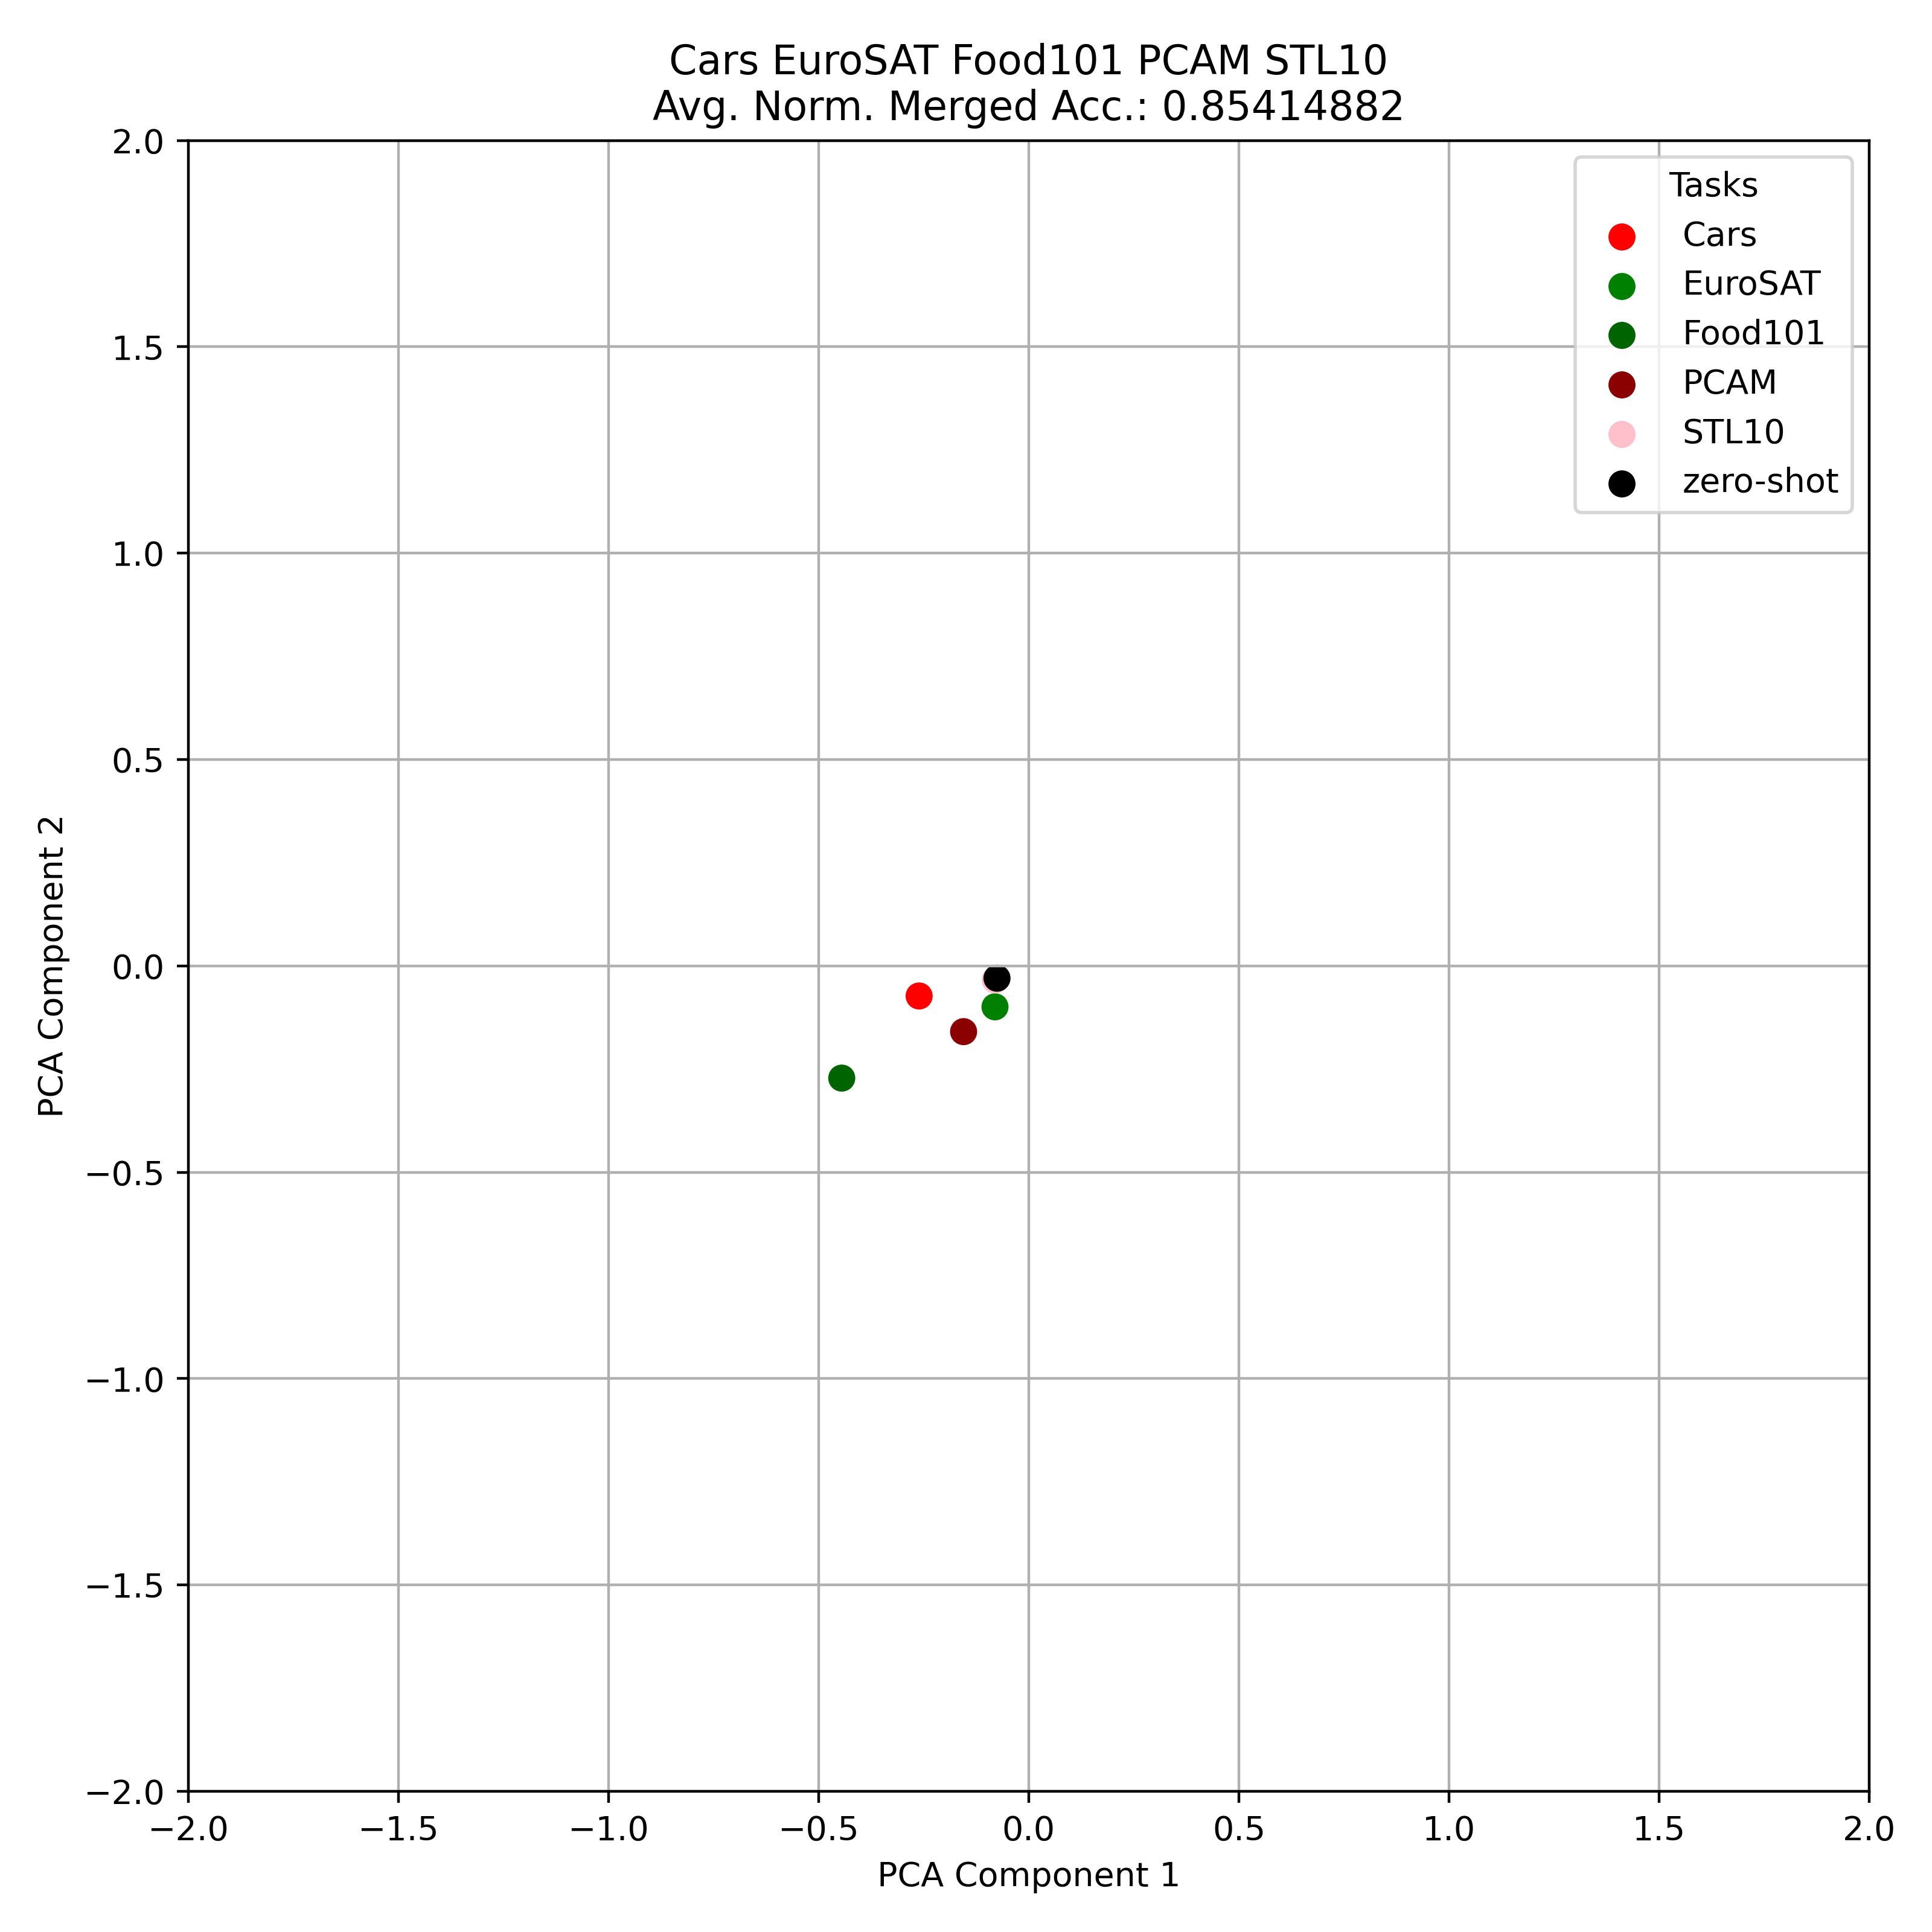 Cars EuroSAT Food101 PCAM STL10
Avg. Norm. Merged Acc.: 0.85414882
Tasks
Cars
EuroSAT
Food101
PCAM
STL10
zero-shot
2.0
1.5
1.0
0.5
0.0
−0.5
−1.0
−1.5
−2.0
PCA Component 2
−2.0 −1.5 −1.0 −0.5 0.0 0.5 1.0 1.5 2.0
PCA Component 1